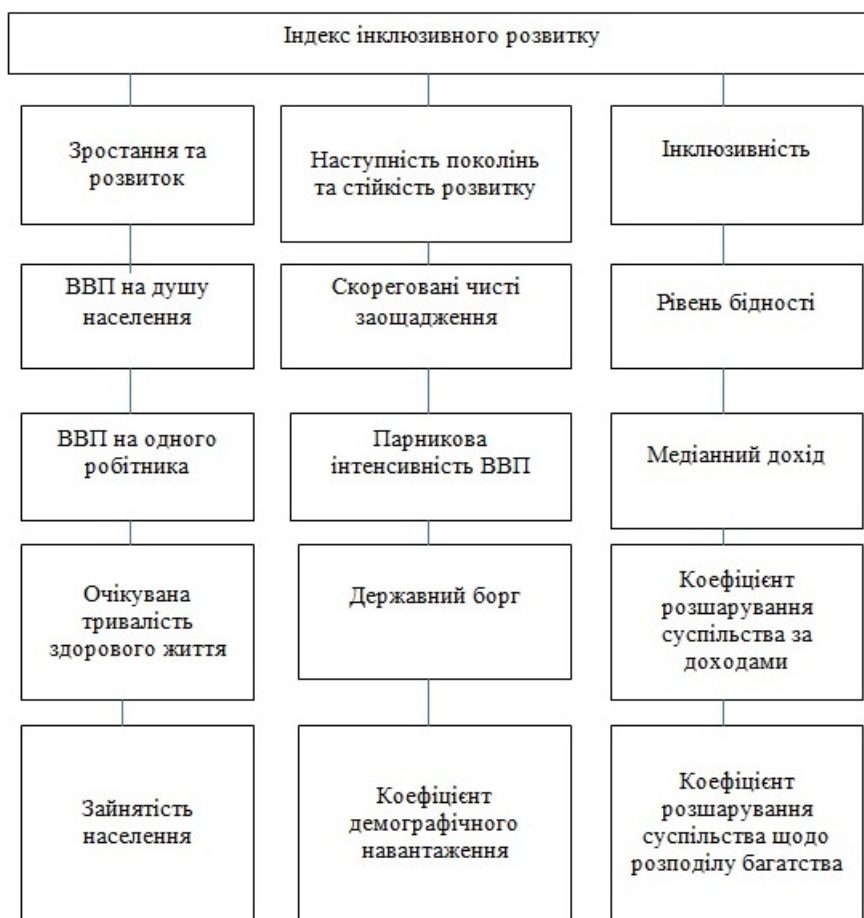 Індекс інклюзивного розвитку
Зростання та
розвиток
Наступність поколінь
та стійкість розвитку
Інклюзивність
ВВП на душу
населення
Скореговані чисті
заощадження
Рівень бідності
ВВП на одного
робітника
Парникова
інтенсивність ВВП
Медіанний дохід
Очікувана
тривалість
здорового життя
Державний борг
Коефіцієнт
розшарування
суспільства за
доходами
Зайнятість
населення
Коефіцієнт
демографічного
навантаження
Коефіцієнт
розшарування
суспільства щодо
розподілу багатства